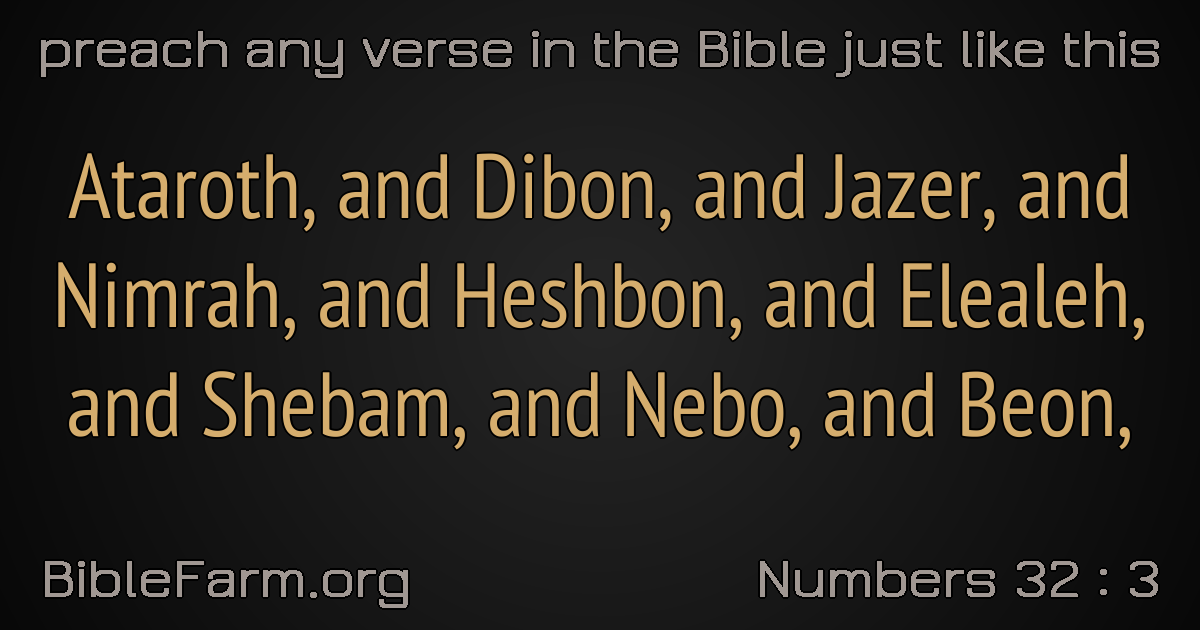 preach any verse in the Bible just like this
Ataroth, and Dibon, and Jazer, and
Nimrah, and Heshbon, and Elealeh,
and Shebam, and Nebo, and Beon,
BibleFarm.org
Numbers 32 : 3